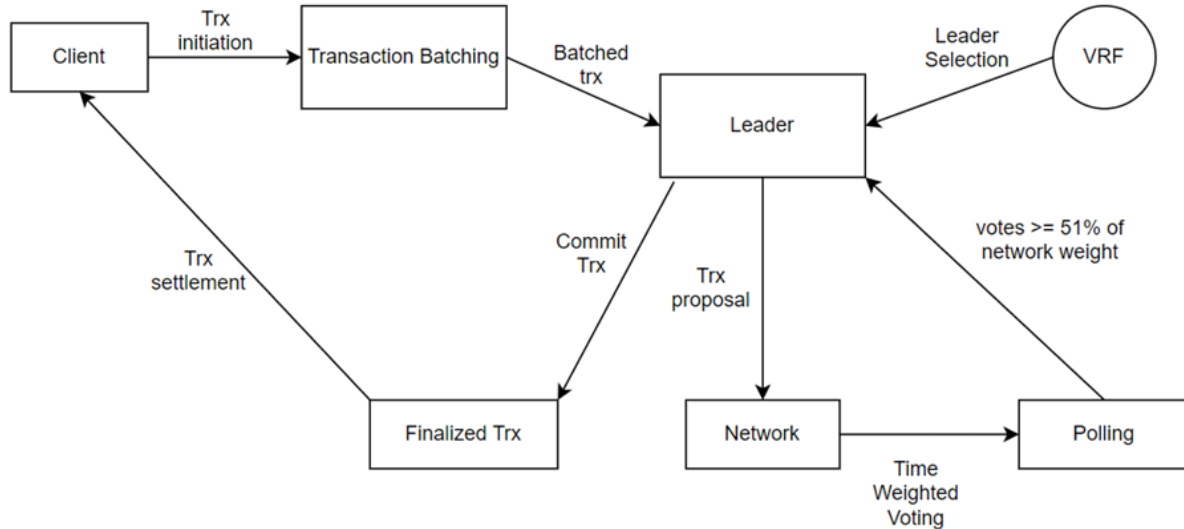 Trx
initiation
Client
Transaction Batching
Batched
trx
Leader
Selection
VRF
Leader
Commit
Trx
Trx
proposal
votes >= 51% of
network weight
Trx
settlement
Finalized Trx
Network
Polling
Time
Weighted
Voting